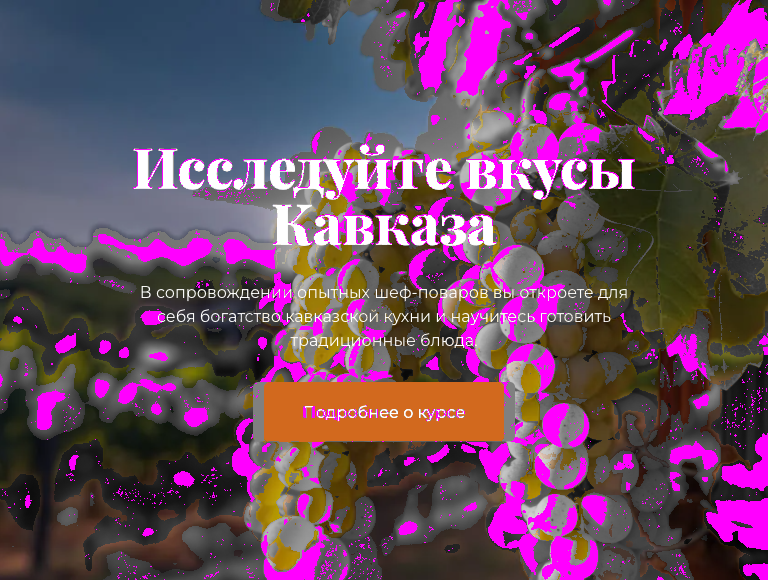 Исследуйте вкусы
Кавказа
В сопровождении опытных шеф-поваров вы откроете для
себя богатство кавказской кухни и научитесь готовить
традиционные блюда.
Подробнее о курсе